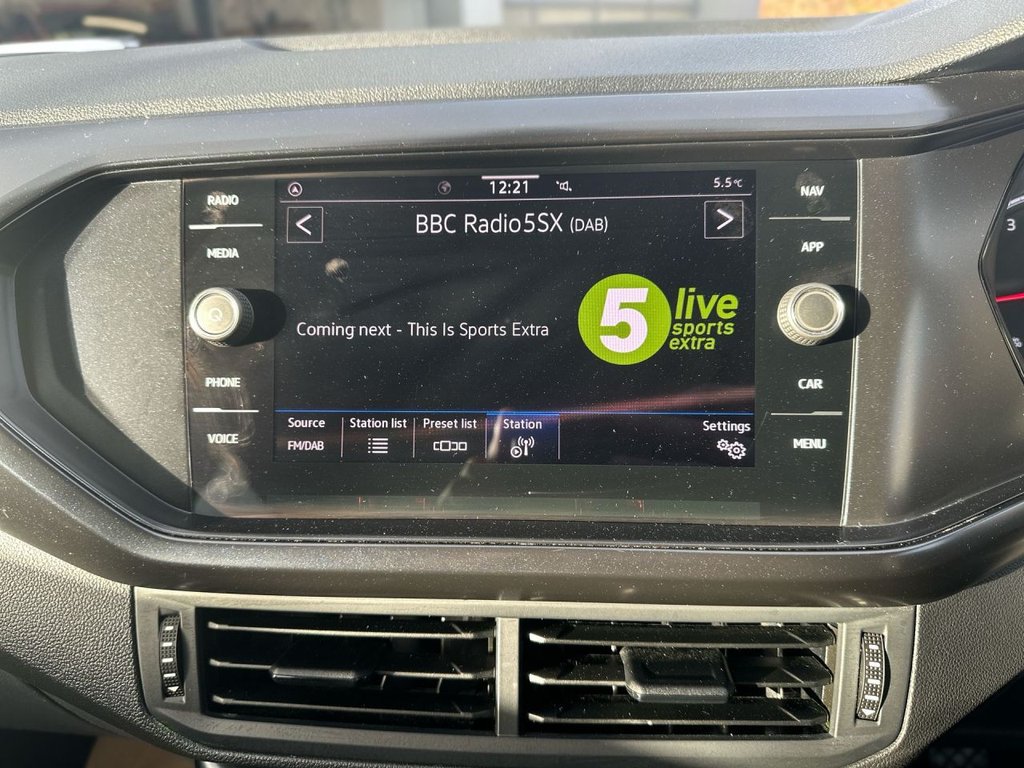 12:21
5.5°C
RADIO
MEDIA
PHONE
VOICE
BBC Radio5SX (DAB)
Coming next - This Is Sports Extra
5 live
sports
extra
Source
FM/DAB
Station list
Preset list
Station
Settings
NAV
APP
CAR
MENU
3